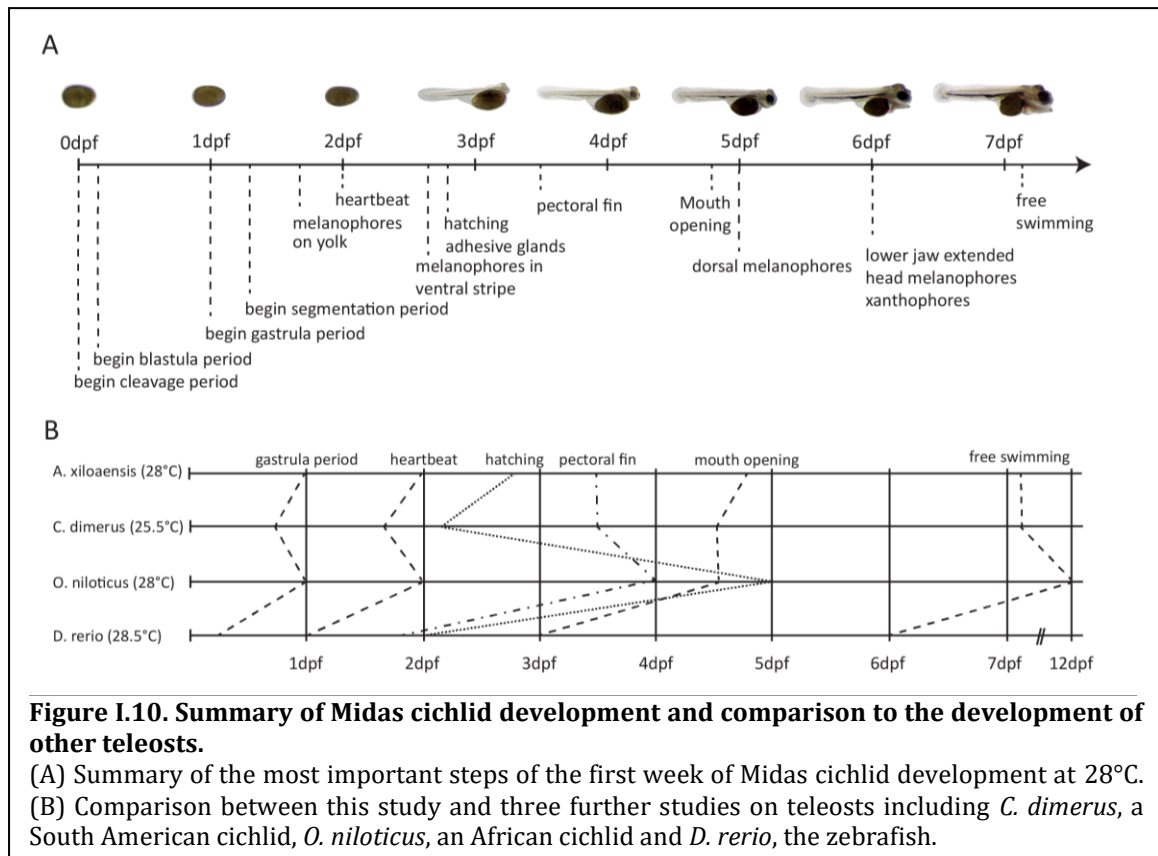 A
0dpf 1dpf 2dpf 3dpf 4dpf 5dpf 6dpf 7dpf
heartbeat
melanophores
on yolk
hatching
adhesive glands
melanophores in
ventral stripe
pectoral fin
Mouth
opening
dorsal melanophores
lower jaw extended
head melanophores
xanthophores
free
swimming
begin segmentation period
begin gastrula period
begin blastula period
begin cleavage period
B
gastrula period heartbeat hatching pectoral fin mouth opening free swimming
A. xiloaensis (28°C)
C. dimerus (25.5°C)
O. niloticus (28°C)
D. rerio (28.5°C)
1dpf 2dpf 3dpf 4dpf 5dpf 6dpf 7dpf // 12dpf
Figure I.10. Summary of Midas cichlid development and comparison to the development of
other teleosts.
(A) Summary of the most important steps of the first week of Midas cichlid development at 28°C.
(B) Comparison between this study and three further studies on teleosts including C. dimerus, a
South American cichlid, O. niloticus, an African cichlid and D. rerio, the zebrafish.